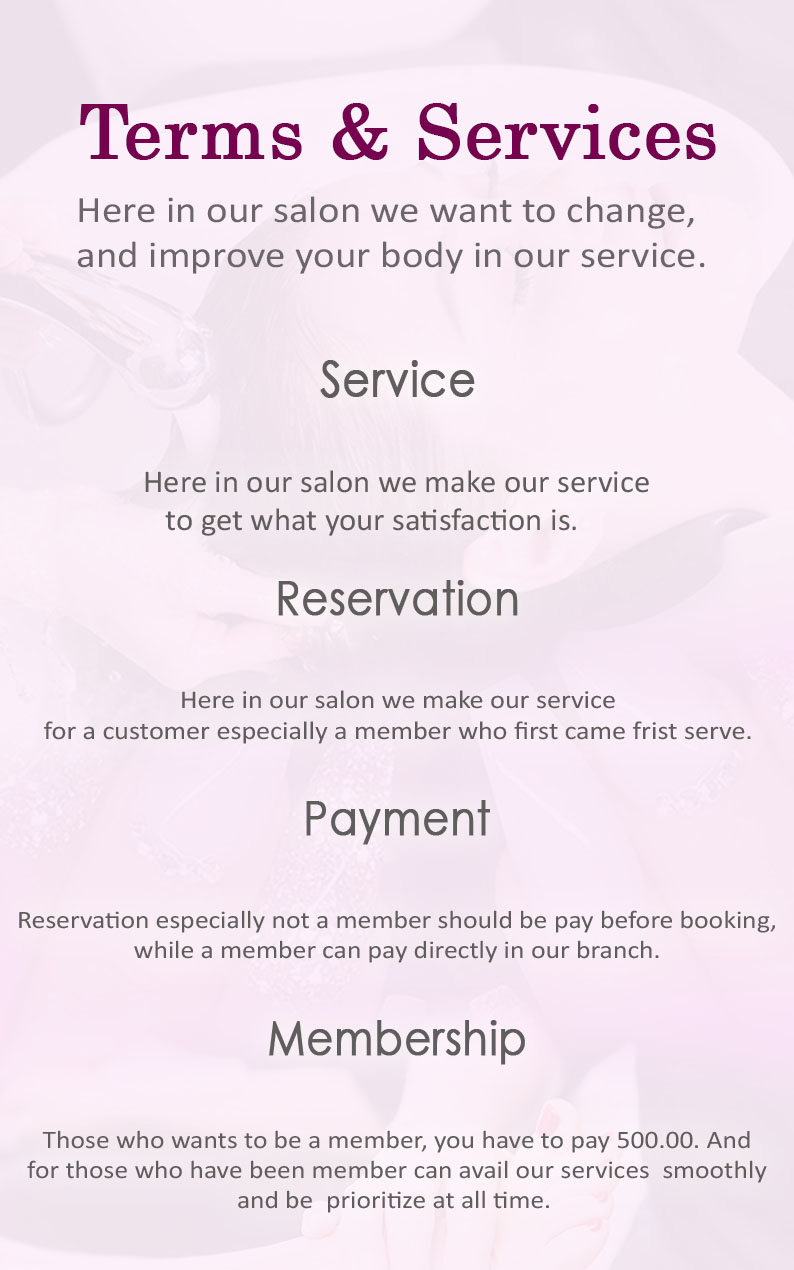 Terms & Services
Here in our salon we want to change,
and improve your body in our service.
Service
Here in our salon we make our service
to get what your satisfaction is.
Reservation
Here in our salon we make our service
for a customer especially a member who first came frist serve.
Payment
Reservation especially not a member should be pay before booking,
while a member can pay directly in our branch.
Membership
Those who wants to be a member, you have to pay 500.00. And
for those who have been member can avail our services  smoothly
and be  prioritize at all time.